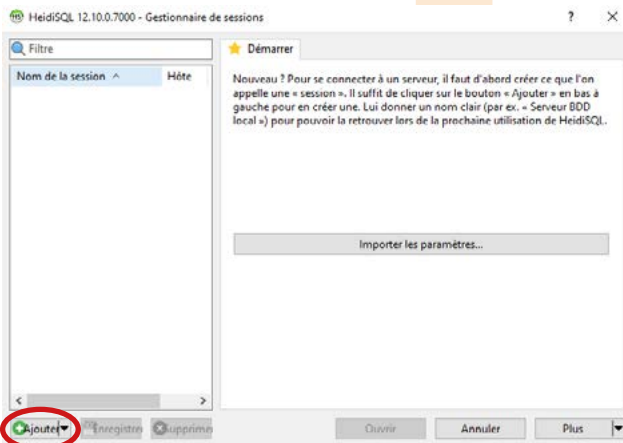 HeidiSQL 12.10.0.7000 - Gestionnaire de sessions
Filtre
Démarrer
Nom de la session
Hôte
Nouveau ? Pour se connecter à un serveur, il faut d'abord créer ce que l'on
appelle une « session ». Il suffit de cliquer sur le bouton « Ajouter » en bas à
gauche pour en créer une. Lui donner un nom clair (par ex. « Serveur BDD
local ») pour pouvoir la retrouver lors de la prochaine utilisation de HeidiSQL.
Importer les paramètres...
Ajouter
Enregistrer
Supprimer
Ouvrir
Annuler
Plus